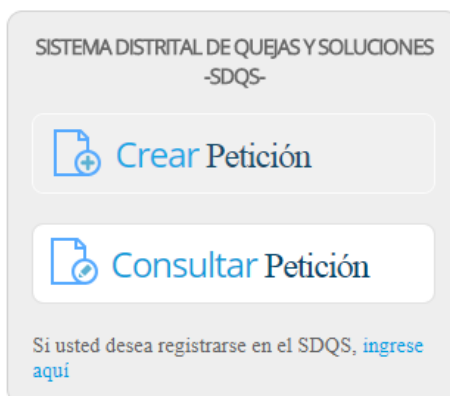 SISTEMA DISTRITAL DE QUEJAS Y SOLUCIONES
-SDQS-
Crear Petición
Consultar Petición
Si usted desea registrarse en el SDQS, ingrese
aquí